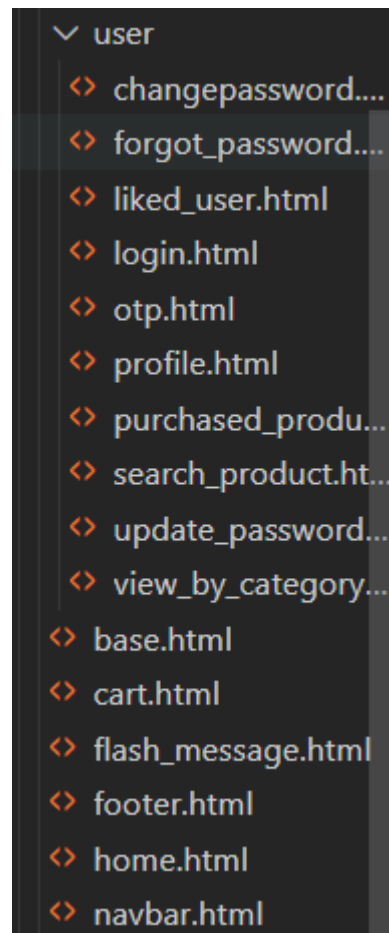 user
changepassword....
forgot_password....
liked_user.html
login.html
otp.html
profile.html
purchased_produ...
search_product.ht...
update_password...
view_by_category...
base.html
cart.html
flash_message.html
footer.html
home.html
navbar.html